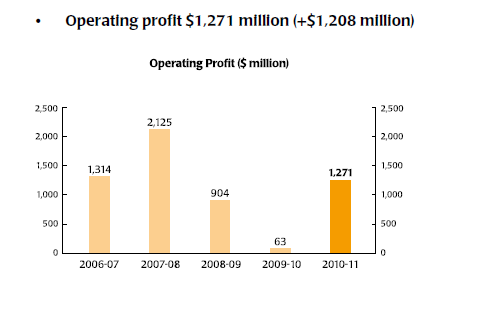 • Operating profit $1,271 million (+$1,208 million)
Operating Profit ($ million)
2,500 2,500
2,125
2,000 2,000
1,500 1,314 1,271 1,500
1,000 904 1,000
500 63 500
0 0
2006-07 2007-08 2008-09 2009-10 2010-11